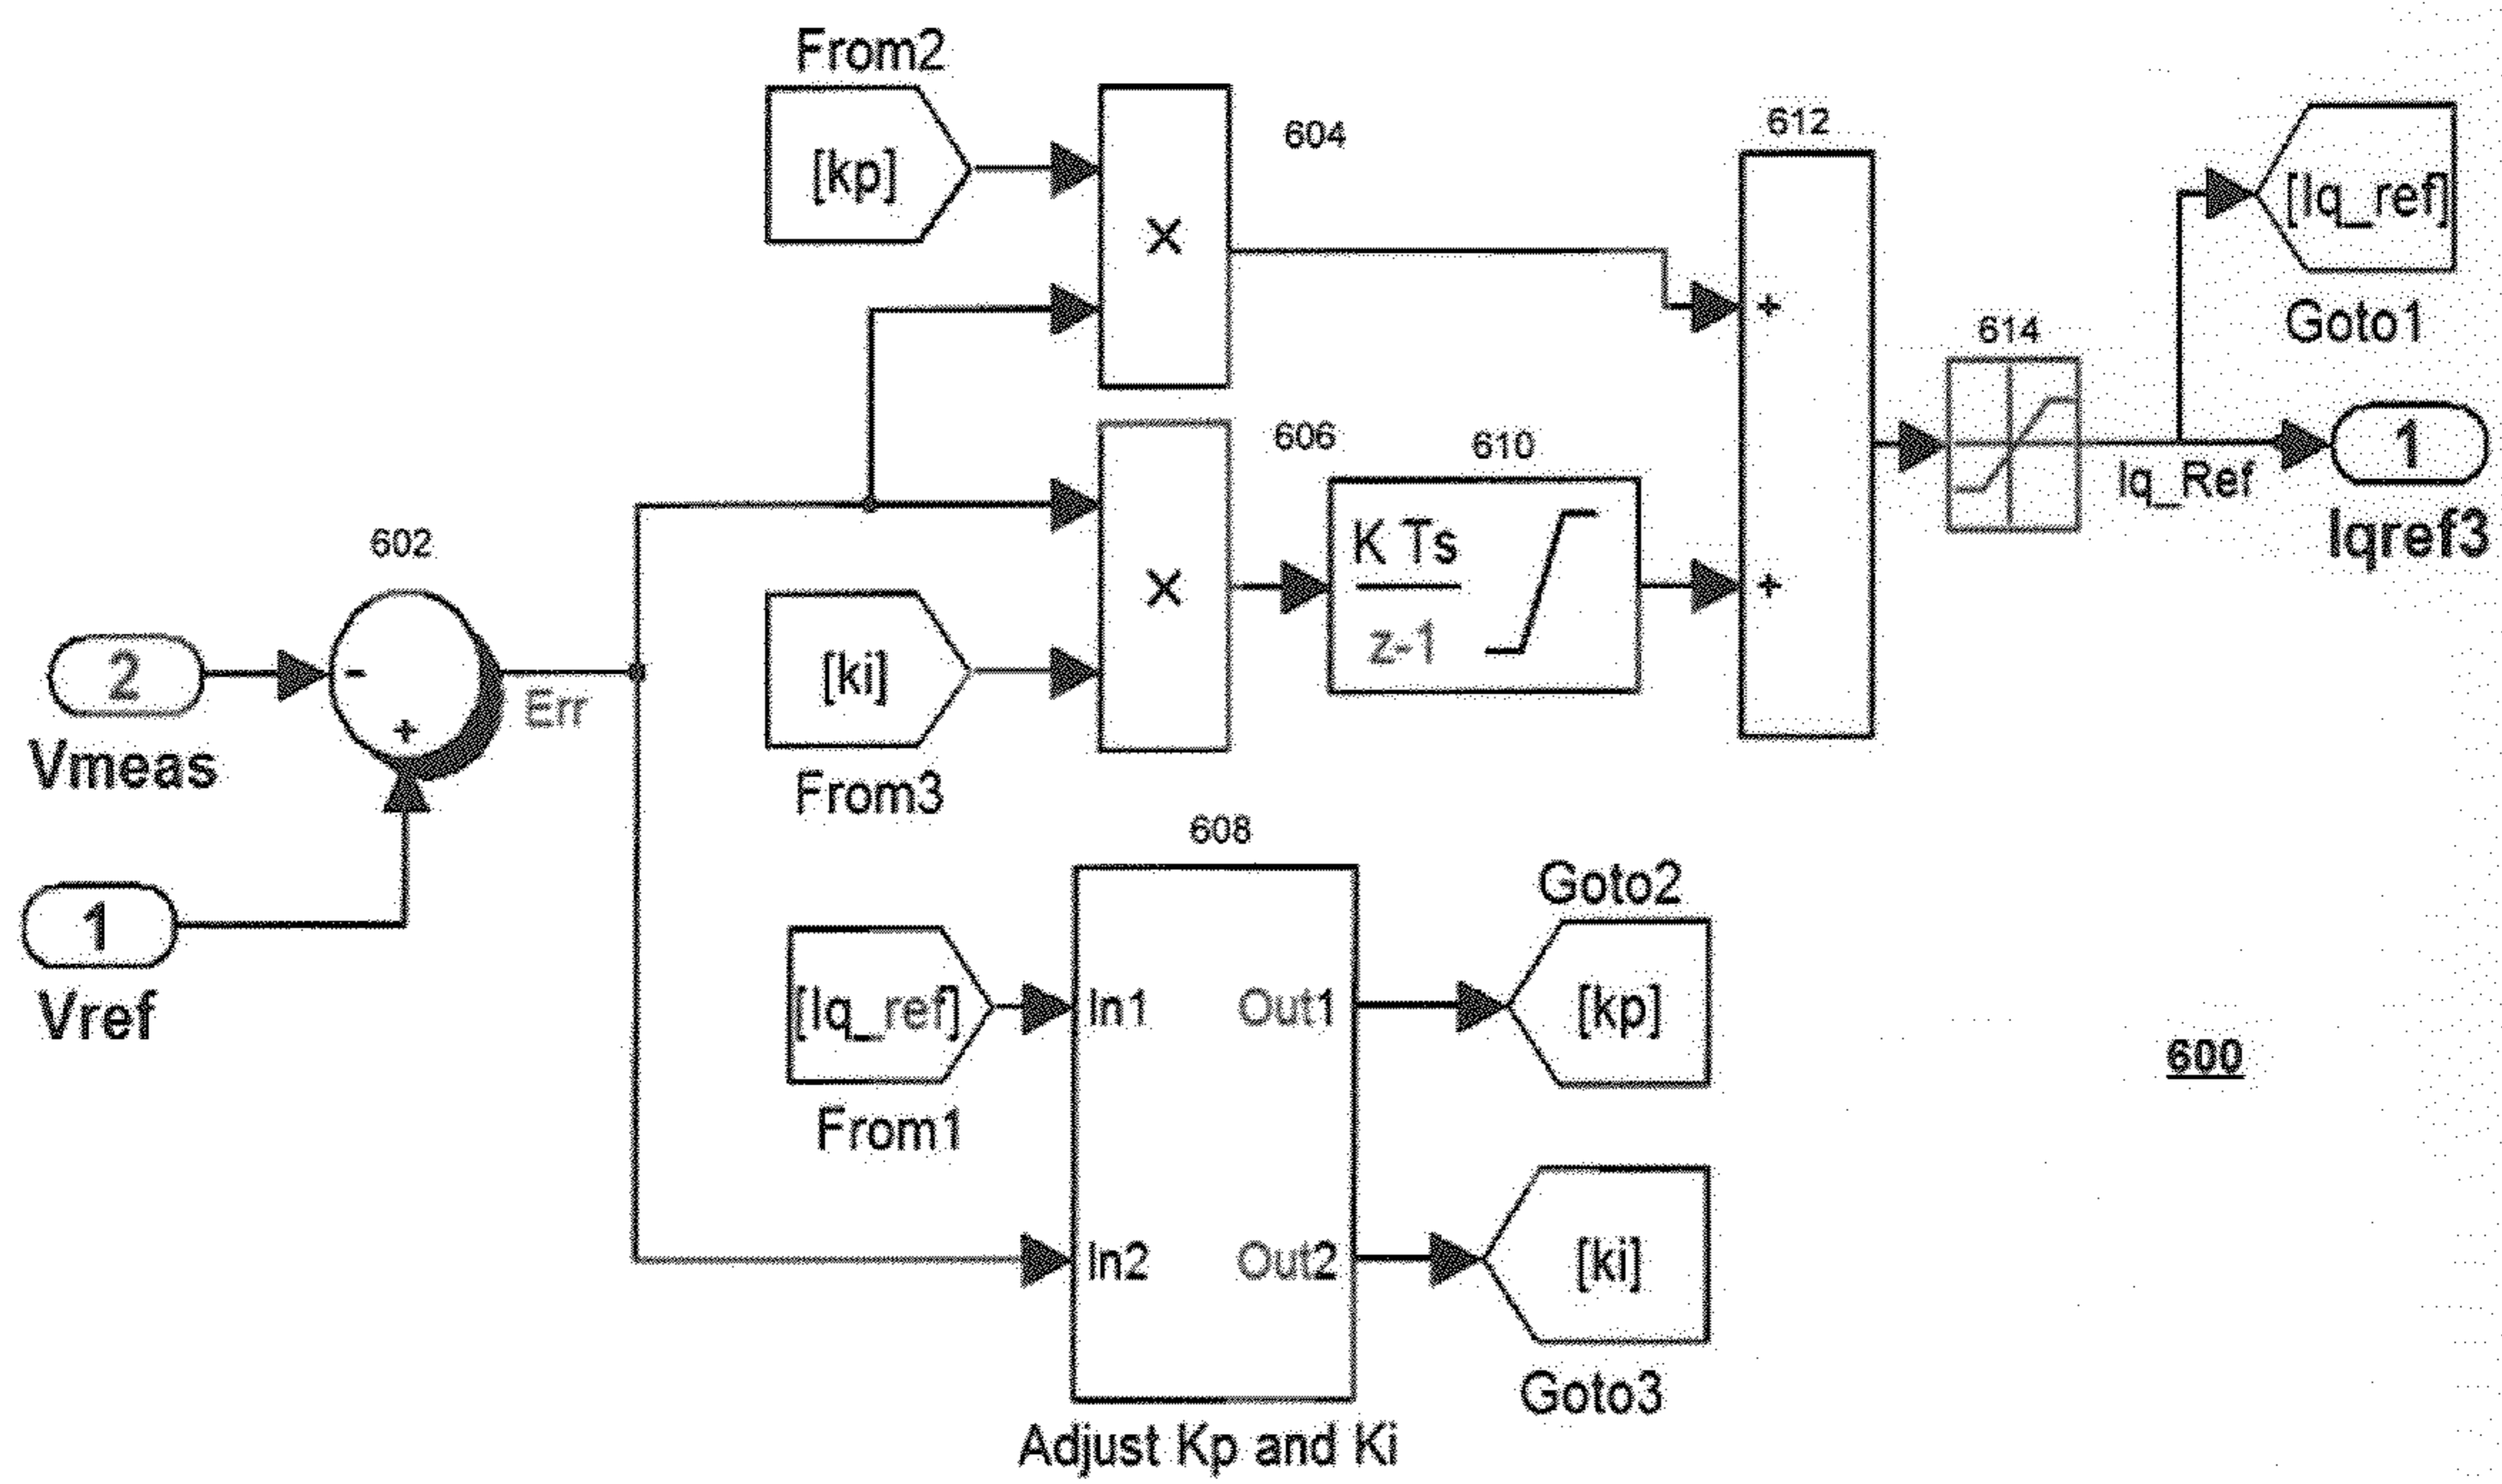 From2
[kp]
604
×
612
[Iq_ref]
Goto1
614
606
610
K Ts
z-1
+
+
Iq_Ref
1
Iqref3
602
2
Vmeas
-
+
Err
[ki]
×
From3
1
Vref
608
[Iq_ref]
From1
In1
Out1
In2
Out2
Goto2
[kp]
[ki]
Goto3
Adjust Kp and Ki
600